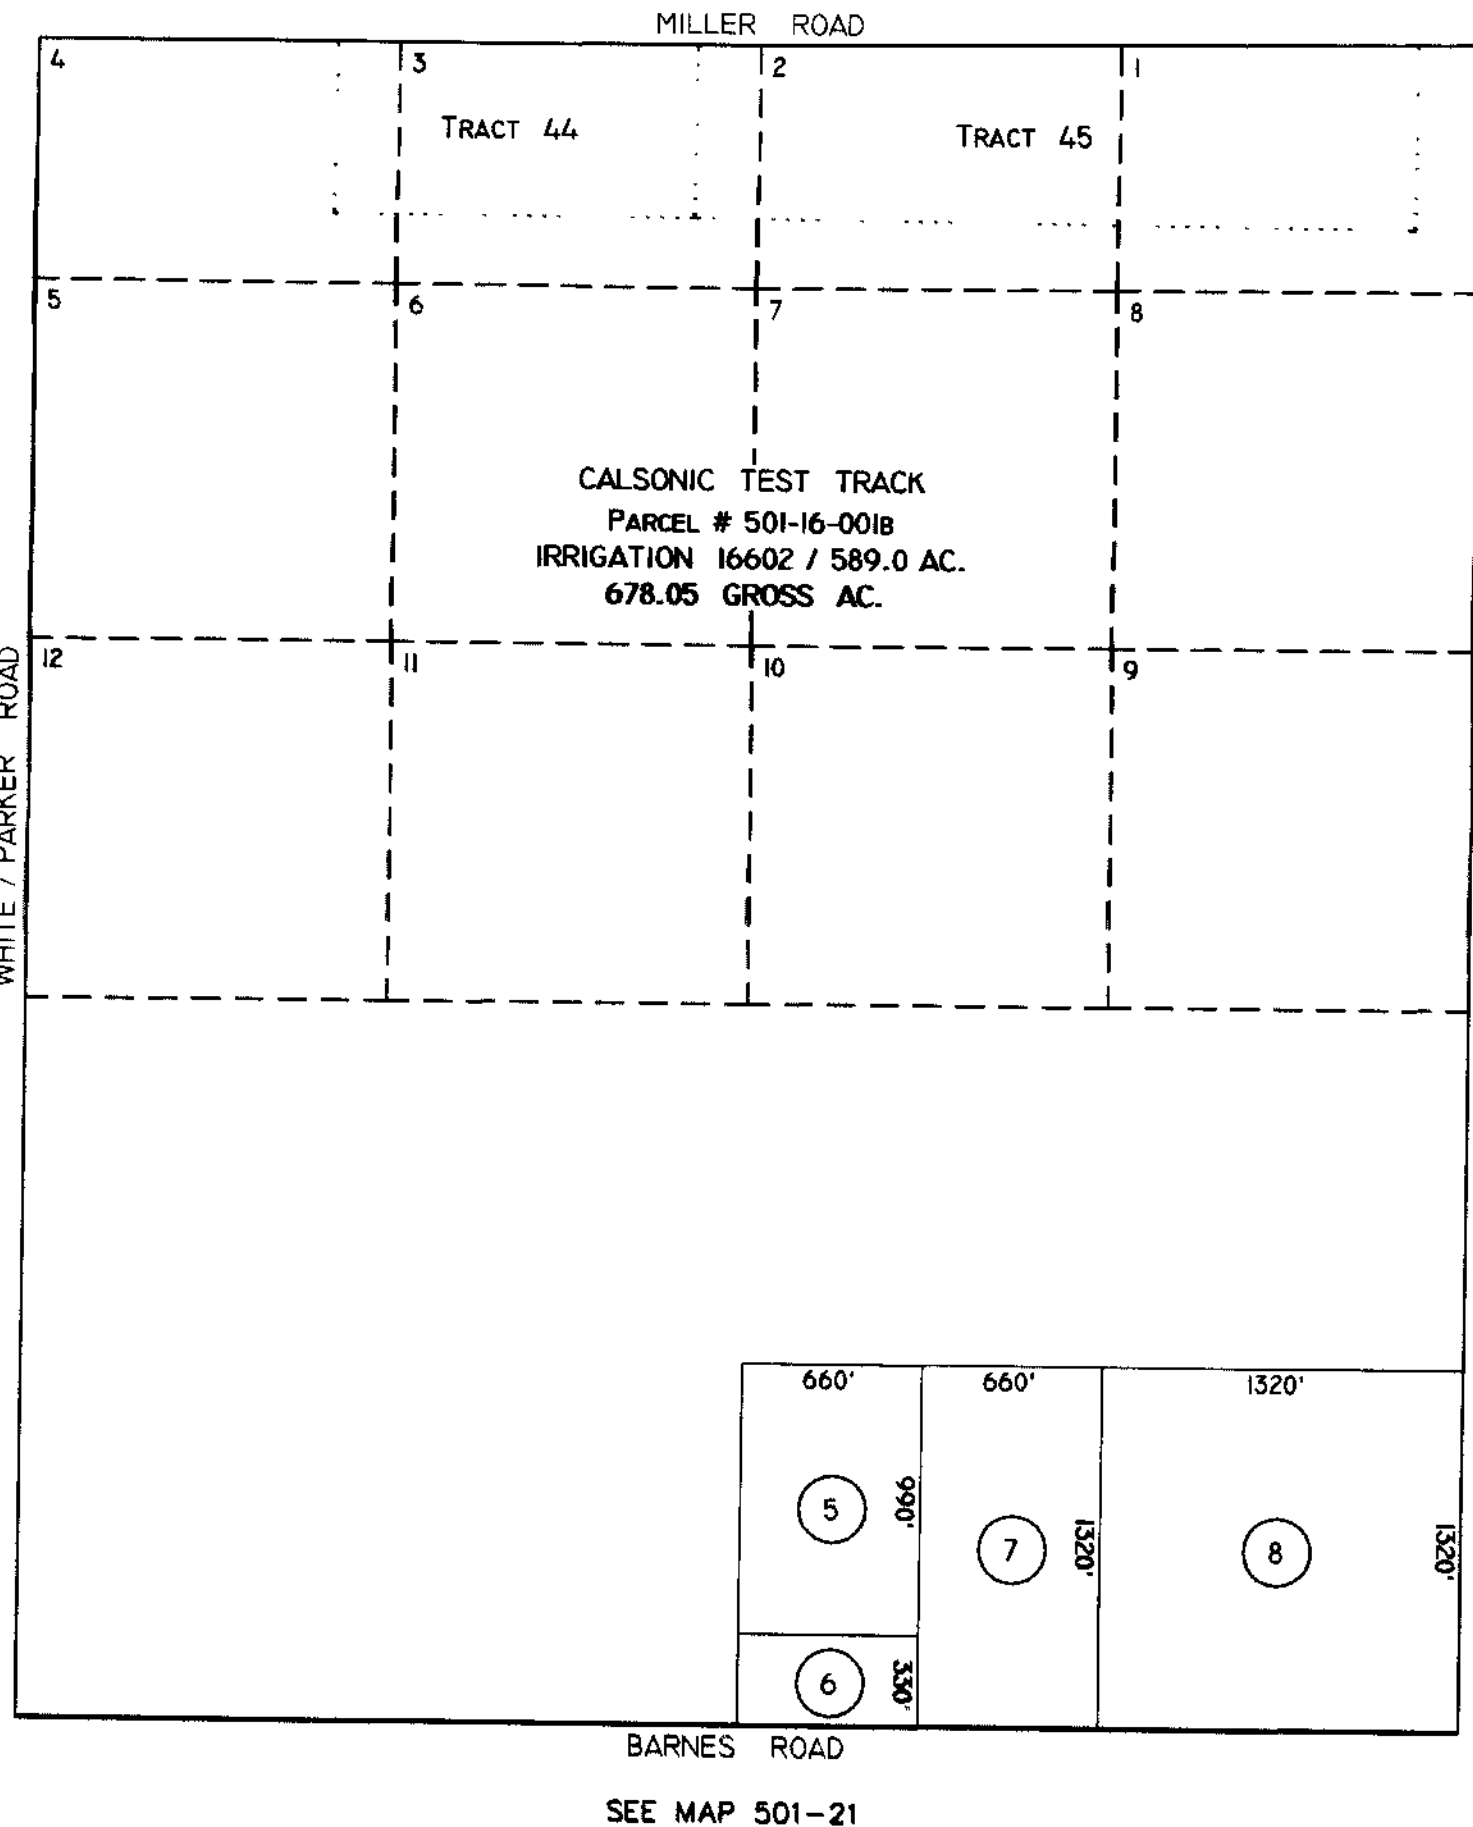 MILLER ROAD
4
3
2
1
TRACT 44
TRACT 45
5
6
7
8
CALSONIC TEST TRACK
PARCEL # 501-16-001B
IRRIGATION 16602 / 589.0 AC.
678.05 GROSS AC.
12
11
10
9
WHITE / PARKER ROAD
660'
660'
1320'
5
990'
7
1320'
8
1320'
6
330'
BARNES ROAD
SEE MAP 501-21